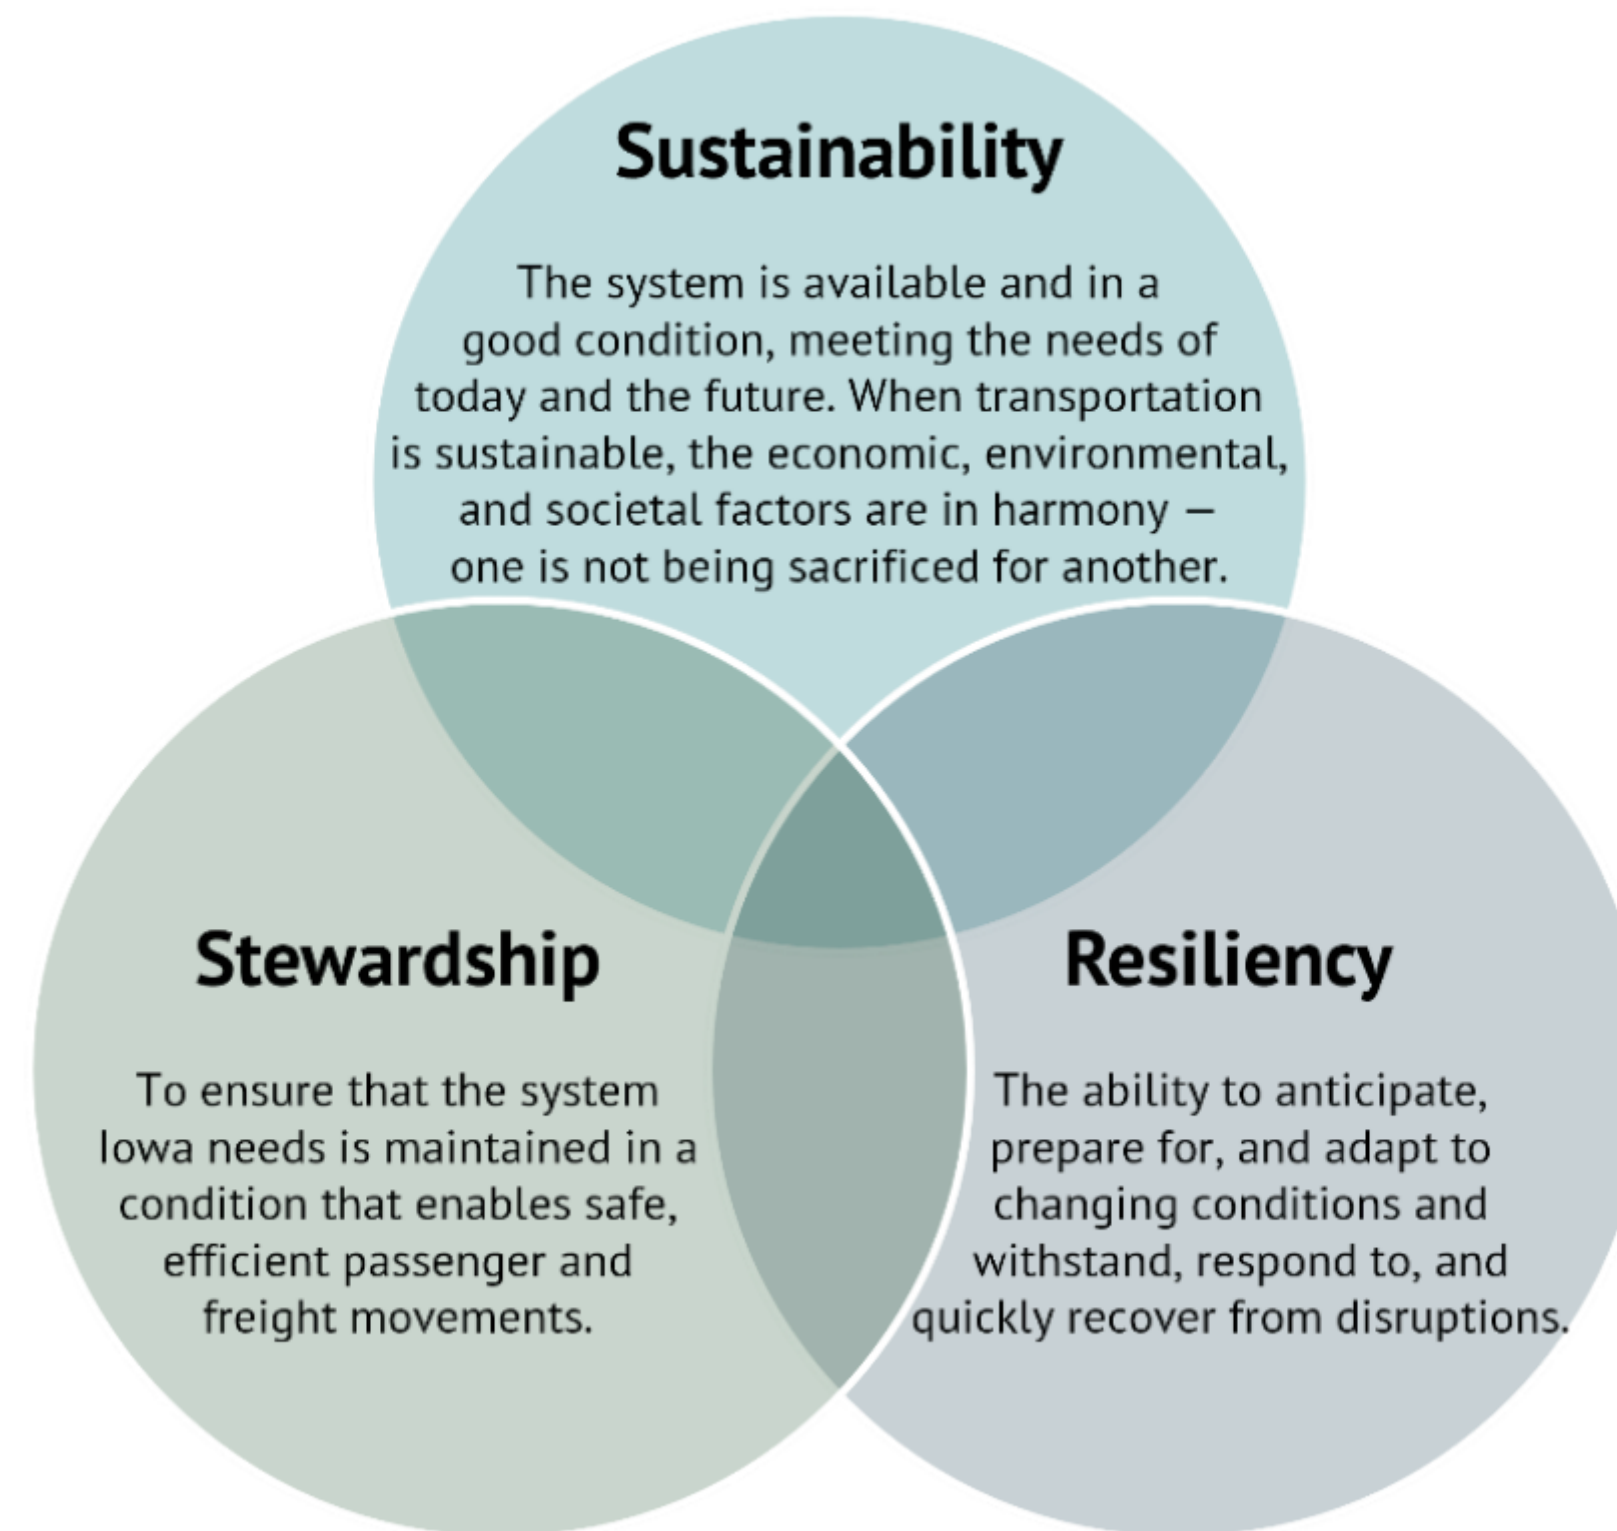 Sustainability
The system is available and in a
good condition, meeting the needs of
today and the future. When transportation
is sustainable, the economic, environmental,
and societal factors are in harmony —
one is not being sacrificed for another.
Stewardship
To ensure that the system
Iowa needs is maintained in a
condition that enables safe,
efficient passenger and
freight movements.
Resiliency
The ability to anticipate,
prepare for, and adapt to
changing conditions and
withstand, respond to, and
quickly recover from disruptions.